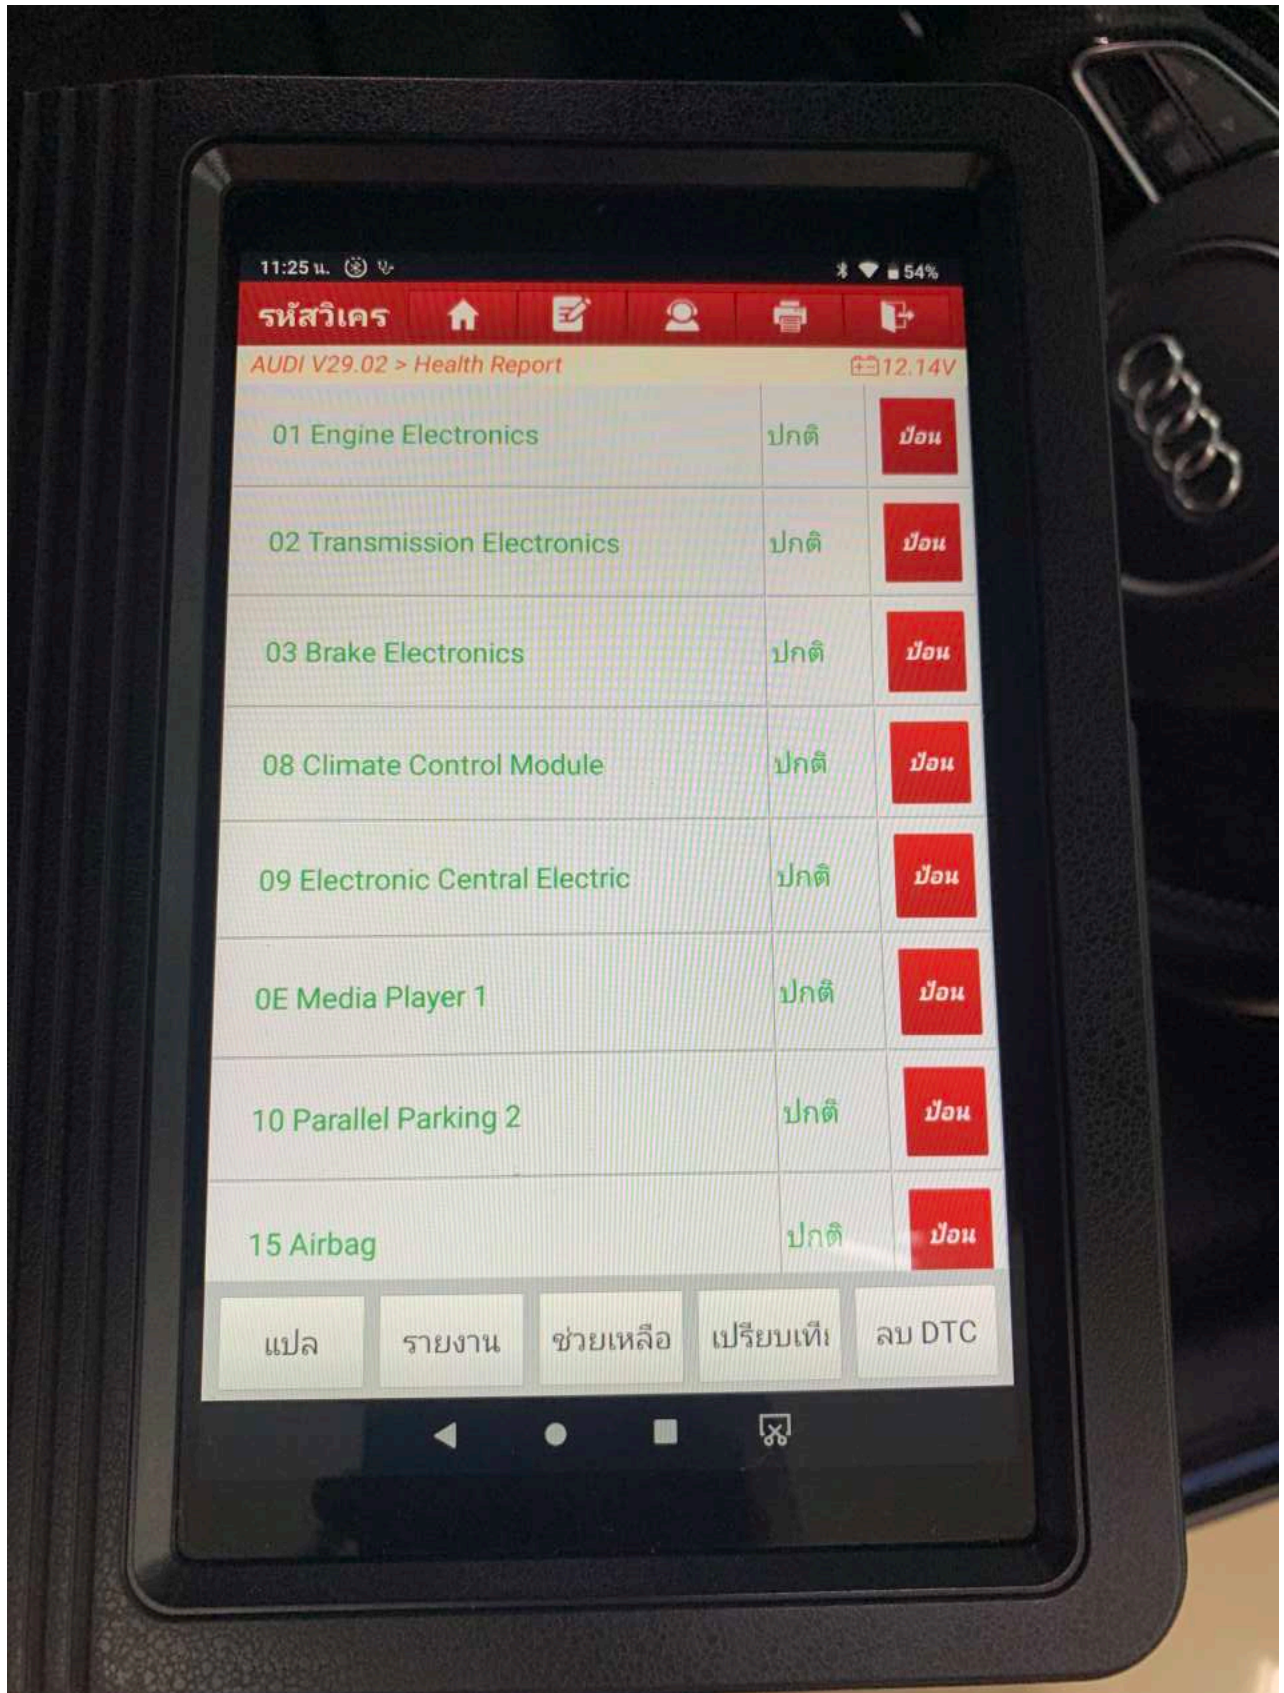 11:25 น. 54%
รหัสวิเคร
AUDI V29.02 > Health Report 12.14V
01 Engine Electronics ปกติ ป้อน
02 Transmission Electronics ปกติ ป้อน
03 Brake Electronics ปกติ ป้อน
08 Climate Control Module ปกติ ป้อน
09 Electronic Central Electric ปกติ ป้อน
0E Media Player 1 ปกติ ป้อน
10 Parallel Parking 2 ปกติ ป้อน
15 Airbag ปกติ ป้อน
แปล รายงาน ช่วยเหลือ เปรียบเที ลบ DTC